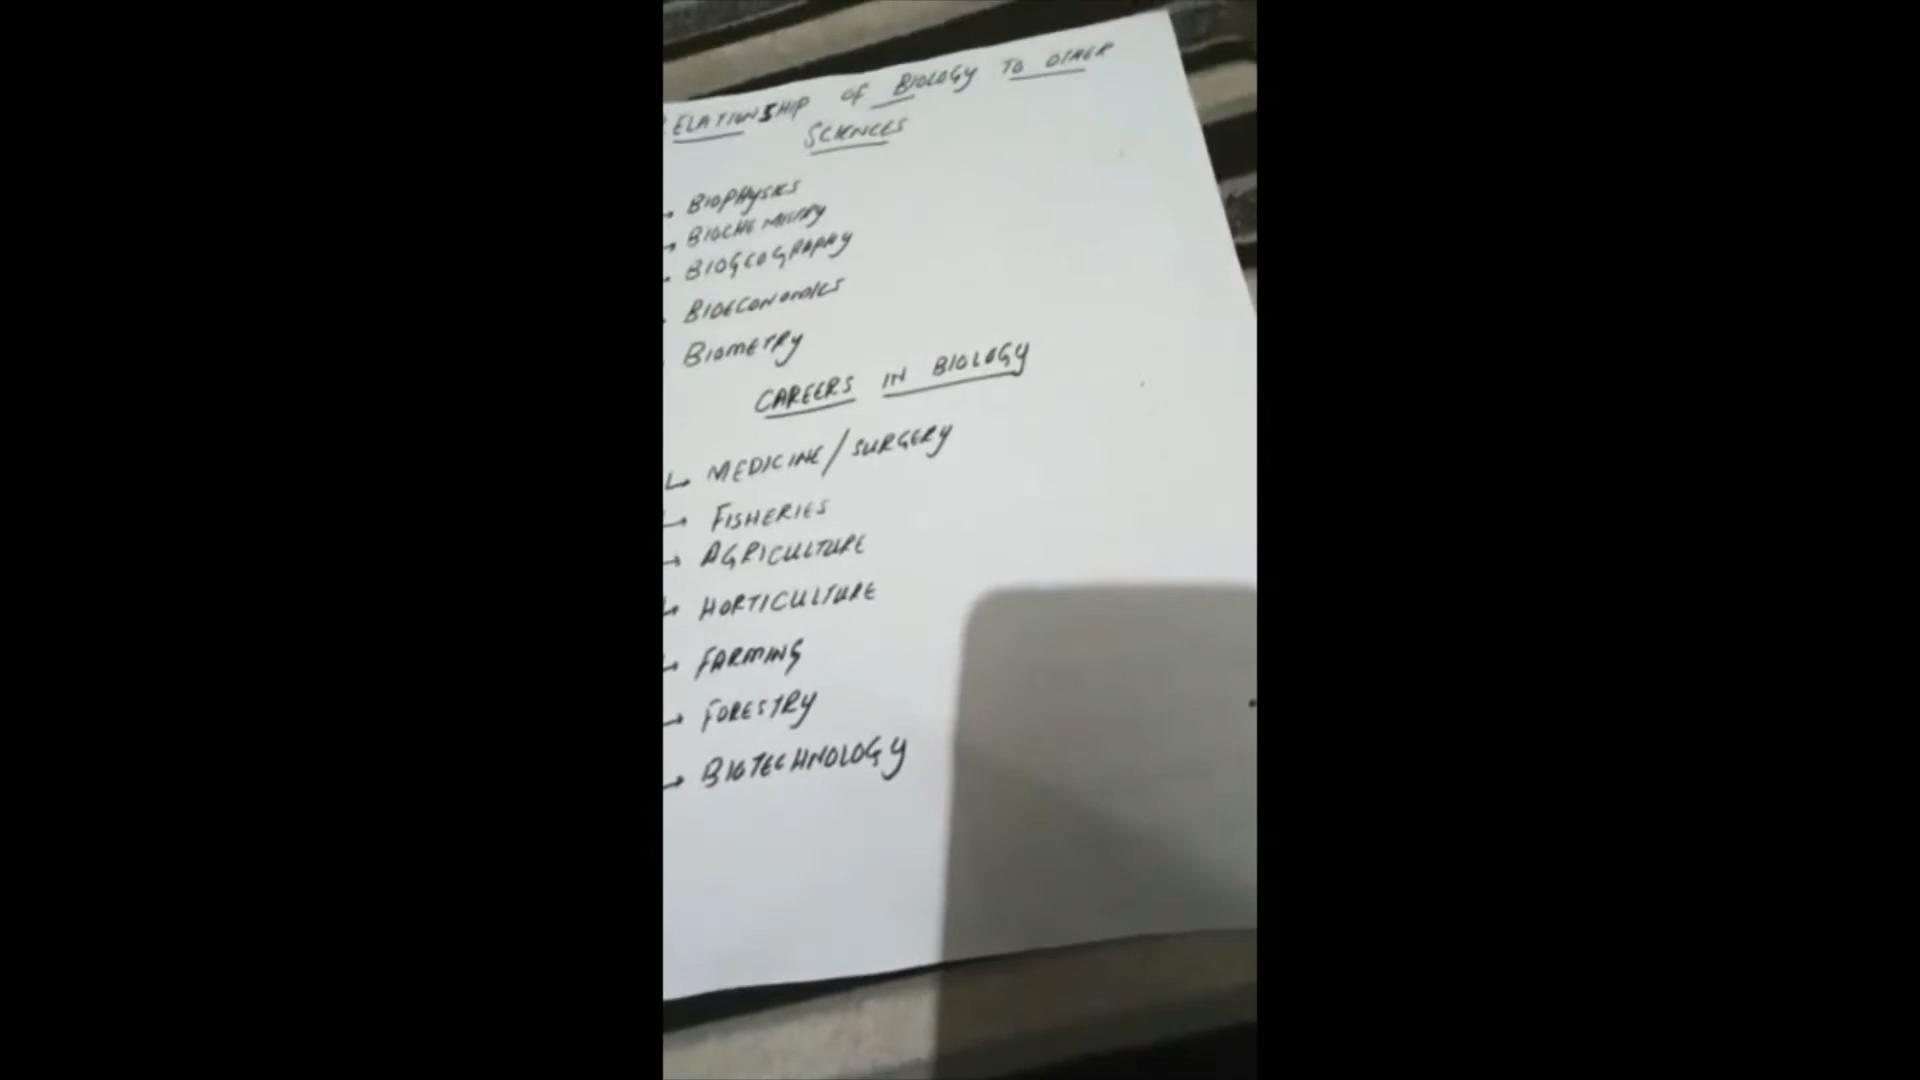 RELATIONSHIP OF BIOLOGY TO OTHER
SCIENCES
BIOPHYSICS
BIOCHEMISTRY
BIOGEOGRAPHY
BIOECONOMICS
BIOMETRY
CAREERS IN BIOLOGY
MEDICINE/SURGERY
FISHERIES
AGRICULTURE
HORTICULTURE
FARMING
FORESTRY
BIOTECHNOLOGY